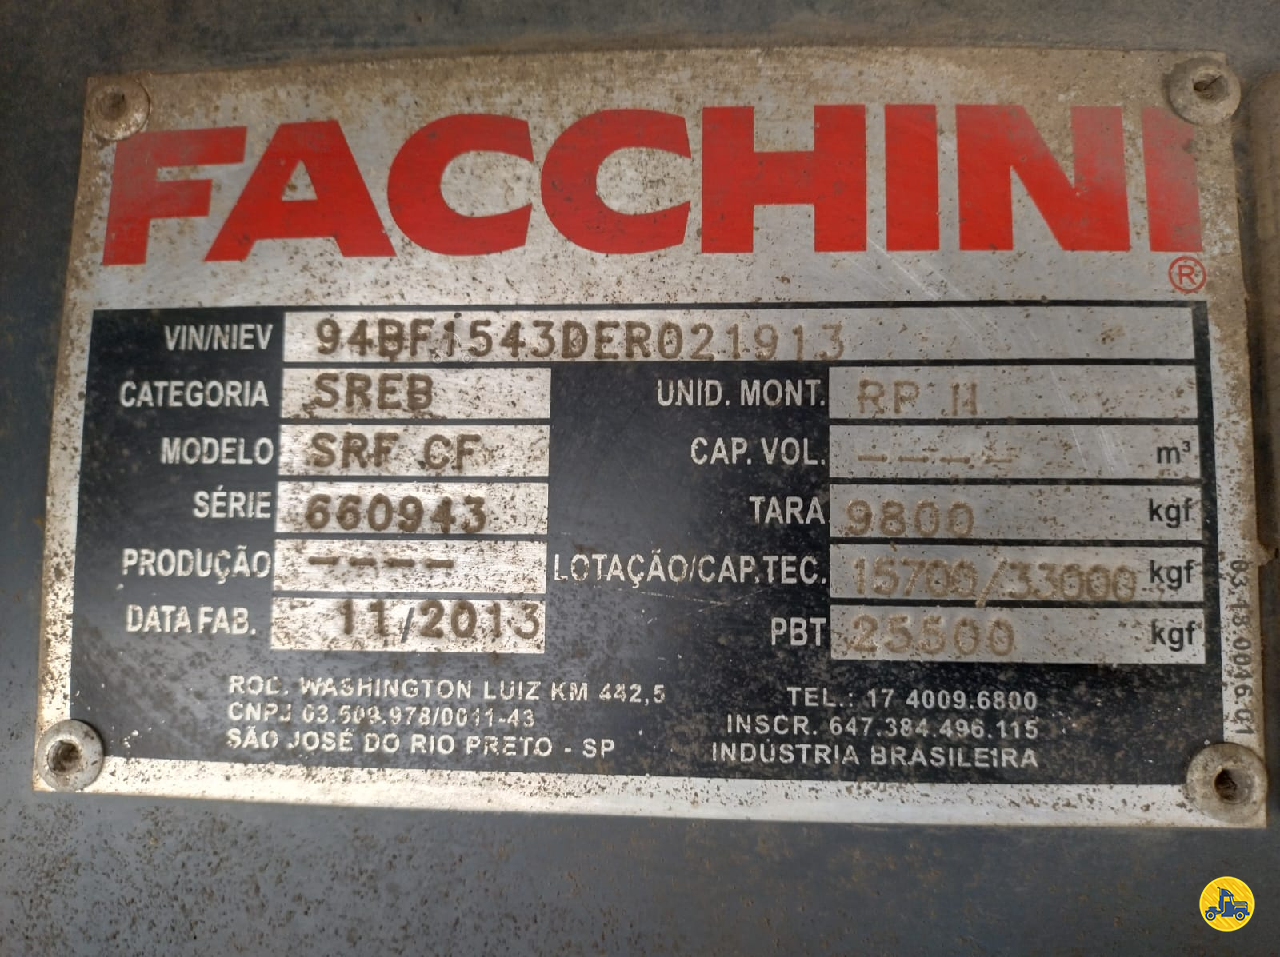 FACCHINI
®
VIN/NIEV 94BF1543DER021913
CATEGORIA SREB UNID. MONT. RP H
MODELO SRF CF CAP. VOL. ---- m³
SÉRIE 660943 TARA 9800 kgf
PRODUÇÃO ---- LOTAÇÃO/CAP.TEC. 15700/33000 kgf
DATA FAB. 11/2013 PBT 25500 kgf
ROD. WASHINGTON LUIZ KM 442,5 TEL.: 17 4009.6800
CNPJ 03.509.978/0011-43 INSCR. 647.384.496.115
SÃO JOSÉ DO RIO PRETO - SP INDÚSTRIA BRASILEIRA